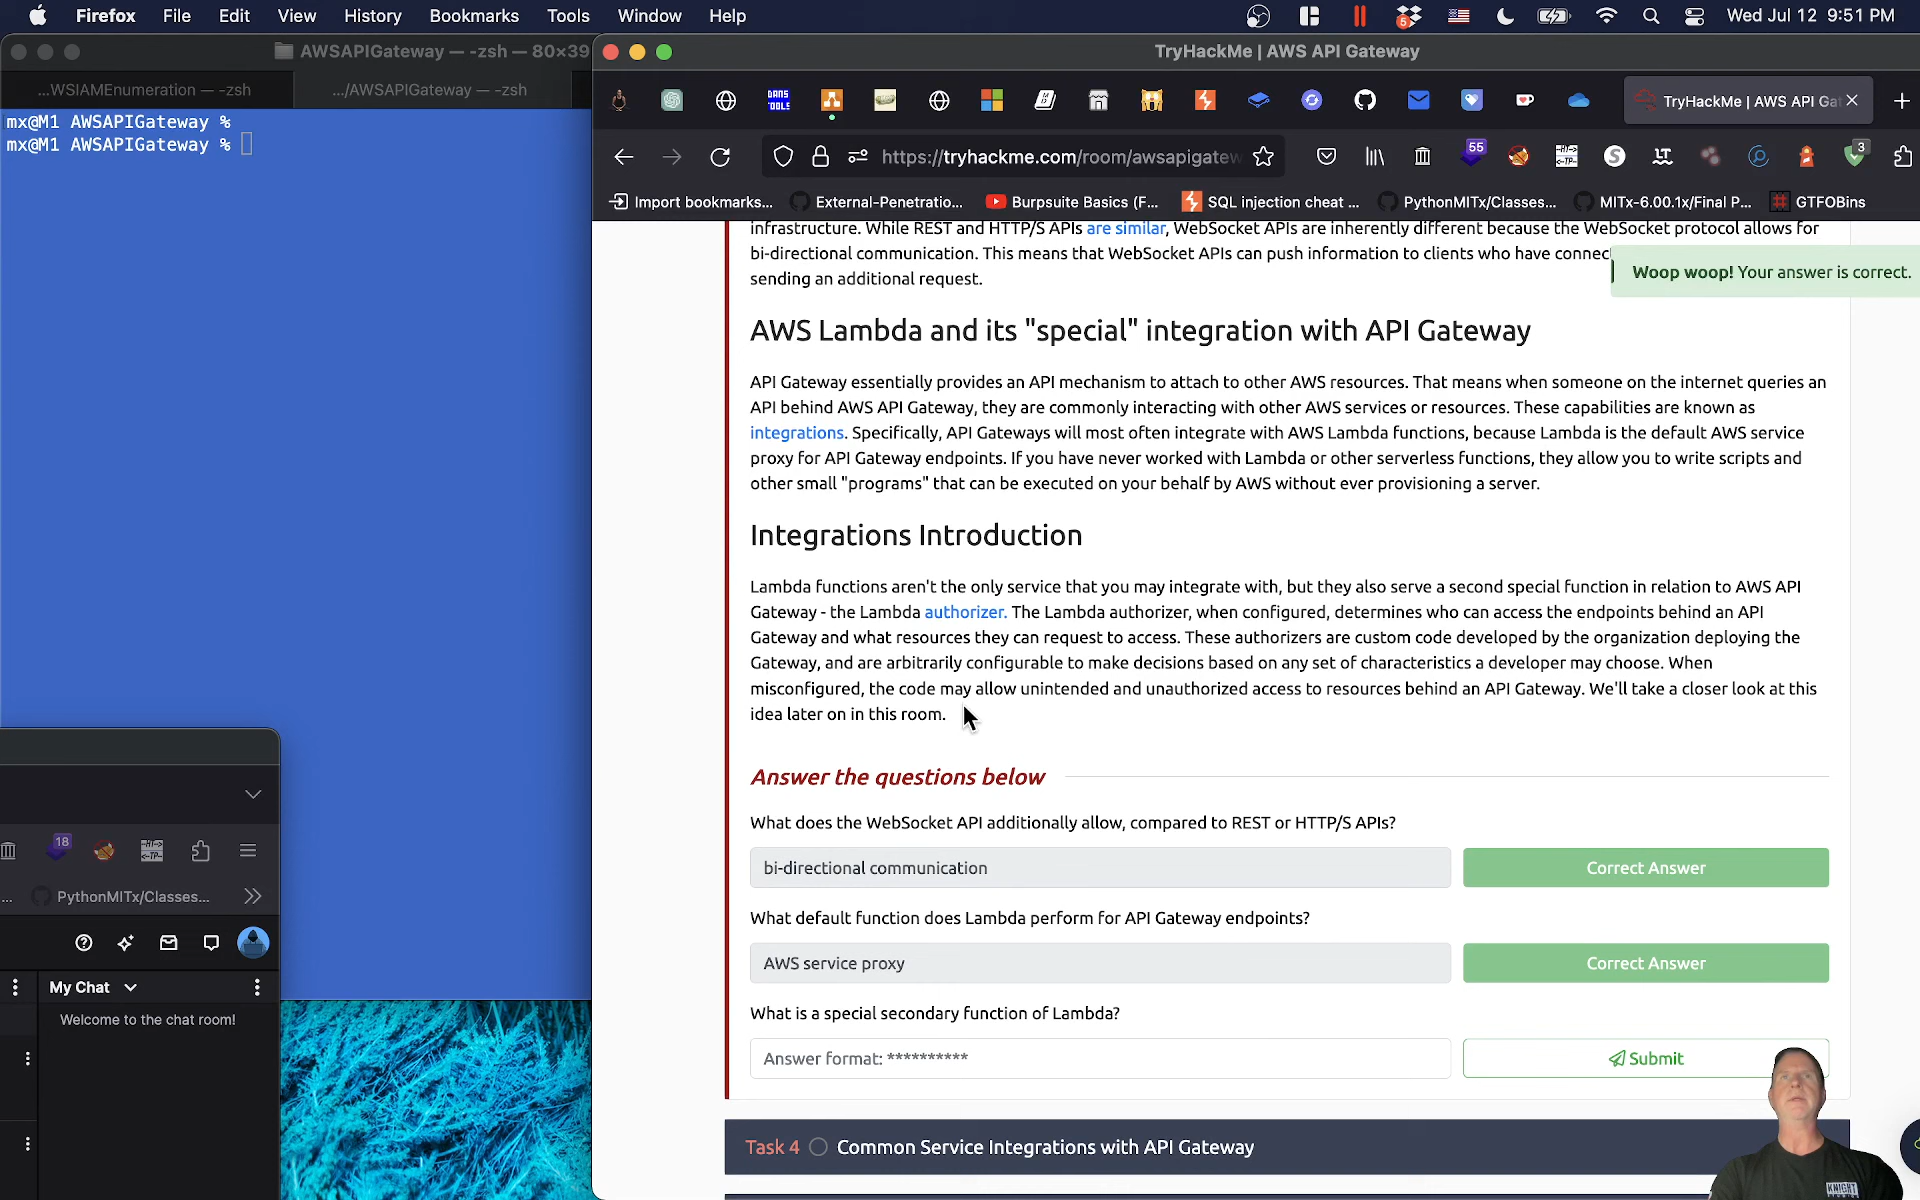 Firefox File Edit View History Bookmarks Tools Window Help
5
Wed Jul 12 9:51 PM
AWSAPIGateway — -zsh — 80×39
...WSIAMEnumeration — -zsh
.../AWSAPIGateway — -zsh
mx@M1 AWSAPIGateway %
mx@M1 AWSAPIGateway %
TryHackMe | AWS API Gateway
DANS TOOLS
TryHackMe | AWS API Gat
https://tryhackme.com/room/awsapigatew
55
3
Import bookmarks...
External-Penetratio...
Burpsuite Basics (F...
SQL injection cheat ...
PythonMITx/Classes...
MITx-6.00.1x/Final P...
GTFOBins
infrastructure. While REST and HTTP/S APIs are similar, WebSocket APIs are inherently different because the WebSocket protocol allows for
bi-directional communication. This means that WebSocket APIs can push information to clients who have connec
sending an additional request.
Woop woop! Your answer is correct.
AWS Lambda and its "special" integration with API Gateway
API Gateway essentially provides an API mechanism to attach to other AWS resources. That means when someone on the internet queries an
API behind AWS API Gateway, they are commonly interacting with other AWS services or resources. These capabilities are known as
integrations. Specifically, API Gateways will most often integrate with AWS Lambda functions, because Lambda is the default AWS service
proxy for API Gateway endpoints. If you have never worked with Lambda or other serverless functions, they allow you to write scripts and
other small "programs" that can be executed on your behalf by AWS without ever provisioning a server.
Integrations Introduction
Lambda functions aren't the only service that you may integrate with, but they also serve a second special function in relation to AWS API
Gateway - the Lambda authorizer. The Lambda authorizer, when configured, determines who can access the endpoints behind an API
Gateway and what resources they can request to access. These authorizers are custom code developed by the organization deploying the
Gateway, and are arbitrarily configurable to make decisions based on any set of characteristics a developer may choose. When
misconfigured, the code may allow unintended and unauthorized access to resources behind an API Gateway. We'll take a closer look at this
idea later on in this room.
Answer the questions below
What does the WebSocket API additionally allow, compared to REST or HTTP/S APIs?
bi-directional communication
Correct Answer
What default function does Lambda perform for API Gateway endpoints?
AWS service proxy
Correct Answer
What is a special secondary function of Lambda?
Answer format: **********
Submit
Task 4 Common Service Integrations with API Gateway
18
... PythonMITx/Classes...
My Chat
Welcome to the chat room!
KNIGHT